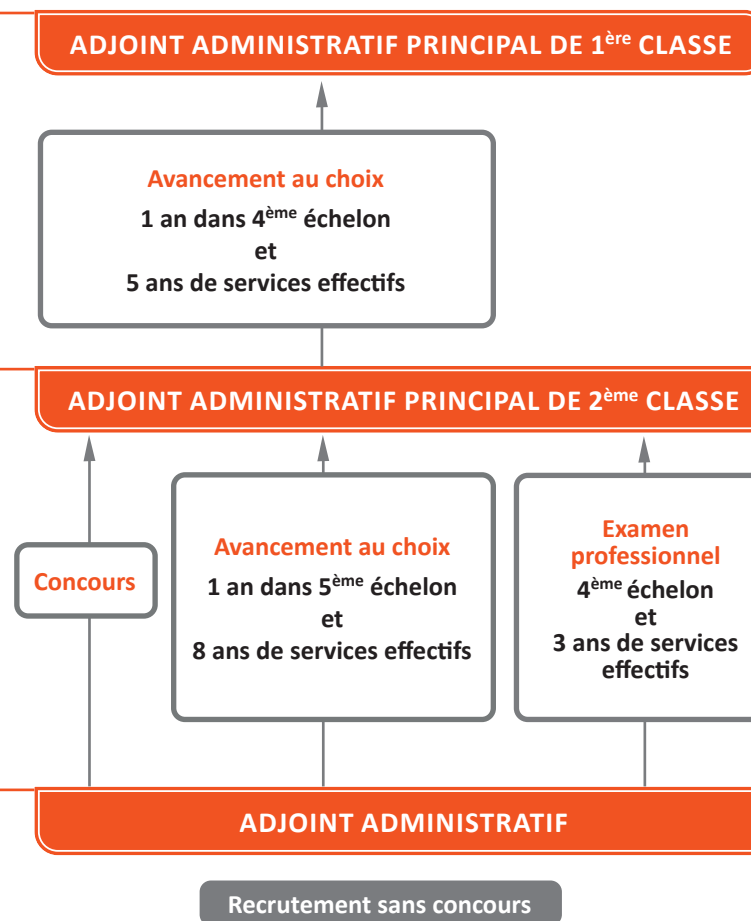 ADJOINT ADMINISTRATIF PRINCIPAL DE 1ère CLASSE
Avancement au choix
1 an dans 4ème échelon
et
5 ans de services effectifs
ADJOINT ADMINISTRATIF PRINCIPAL DE 2ème CLASSE
Concours
Avancement au choix
1 an dans 5ème échelon
et
8 ans de services effectifs
Examen
professionnel
4ème échelon
et
3 ans de services
effectifs
ADJOINT ADMINISTRATIF
Recrutement sans concours